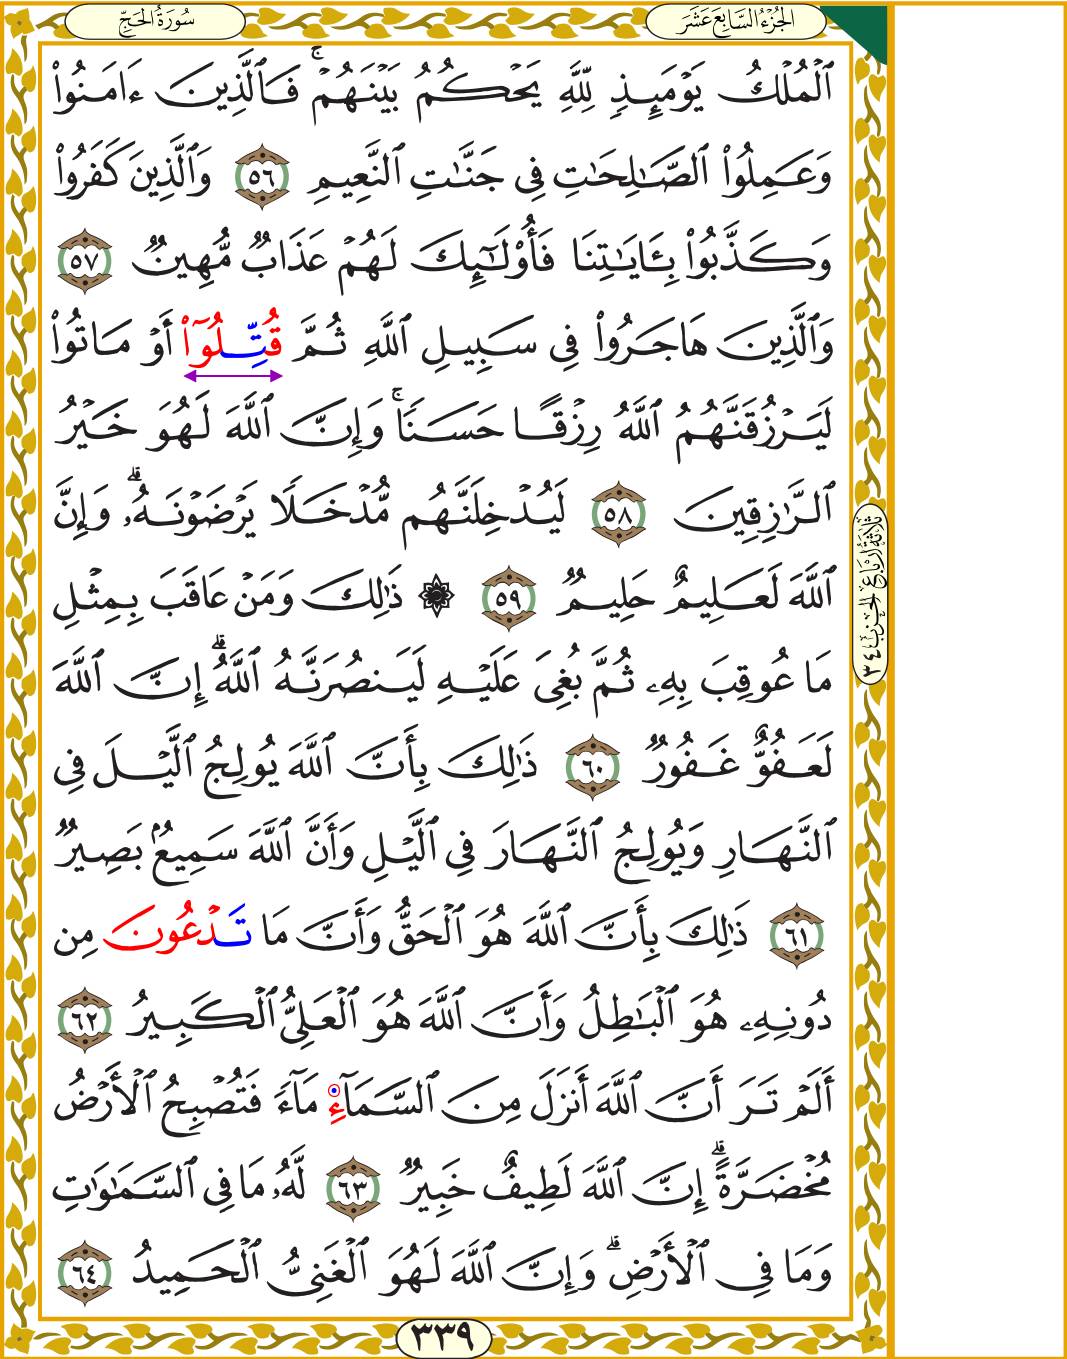 سُورَةُ الحَجِّ
الجُزْءُ السَّابِعَ عَشَرَ
ٱلۡمُلۡكُ يَوۡمَئِذٖ لِّلَّهِ يَحۡكُمُ بَيۡنَهُمۡۚ فَٱلَّذِينَ ءَامَنُواْ
وَعَمِلُواْ ٱلصَّٰلِحَٰتِ فِي جَنَّٰتِ ٱلنَّعِيمِ ٥٦ وَٱلَّذِينَ كَفَرُواْ
وَكَذَّبُواْ بِـَٔايَٰتِنَا فَأُوْلَٰٓئِكَ لَهُمۡ عَذَابٞ مُّهِينٞ ٥٧
وَٱلَّذِينَ هَاجَرُواْ فِي سَبِيلِ ٱللَّهِ ثُمَّ قُتِّلُوٓاْ أَوۡ مَاتُواْ
لَيَرۡزُقَنَّهُمُ ٱللَّهُ رِزۡقًا حَسَنٗاۚ وَإِنَّ ٱللَّهَ لَهُوَ خَيۡرُ
ٱلرَّٰزِقِينَ ٥٨ لَيُدۡخِلَنَّهُم مُّدۡخَلٗا يَرۡضَوۡنَهُۥۗ وَإِنَّ
ٱللَّهَ لَعَلِيمٌ حَلِيمٞ ٥٩ ۞ ذَٰلِكَ وَمَنۡ عَاقَبَ بِمِثۡلِ
مَا عُوقِبَ بِهِۦ ثُمَّ بُغِيَ عَلَيۡهِ لَيَنصُرَنَّهُ ٱللَّهُۗ إِنَّ ٱللَّهَ
لَعَفُوٌّ غَفُورٞ ٦٠ ذَٰلِكَ بِأَنَّ ٱللَّهَ يُولِجُ ٱلَّيۡلَ فِي
ٱلنَّهَارِ وَيُولِجُ ٱلنَّهَارَ فِي ٱلَّيۡلِ وَأَنَّ ٱللَّهَ سَمِيعُۢ بَصِيرٞ
٦١ ذَٰلِكَ بِأَنَّ ٱللَّهَ هُوَ ٱلۡحَقُّ وَأَنَّ مَا تَدۡعُونَ مِن
دُونِهِۦ هُوَ ٱلۡبَٰطِلُ وَأَنَّ ٱللَّهَ هُوَ ٱلۡعَلِيُّ ٱلۡكَبِيرُ ٦٢
أَلَمۡ تَرَ أَنَّ ٱللَّهَ أَنزَلَ مِنَ ٱلسَّمَآءِ مَآءٗ فَتُصۡبِحُ ٱلۡأَرۡضُ
مُخۡضَرَّةًۚ إِنَّ ٱللَّهَ لَطِيفٌ خَبِيرٞ ٦٣ لَّهُۥ مَا فِي ٱلسَّمَٰوَٰتِ
وَمَا فِي ٱلۡأَرۡضِۚ وَإِنَّ ٱللَّهَ لَهُوَ ٱلۡغَنِيُّ ٱلۡحَمِيدُ ٦٤
ثلاثة أرباع الحزب ٣٤
٣٣٩